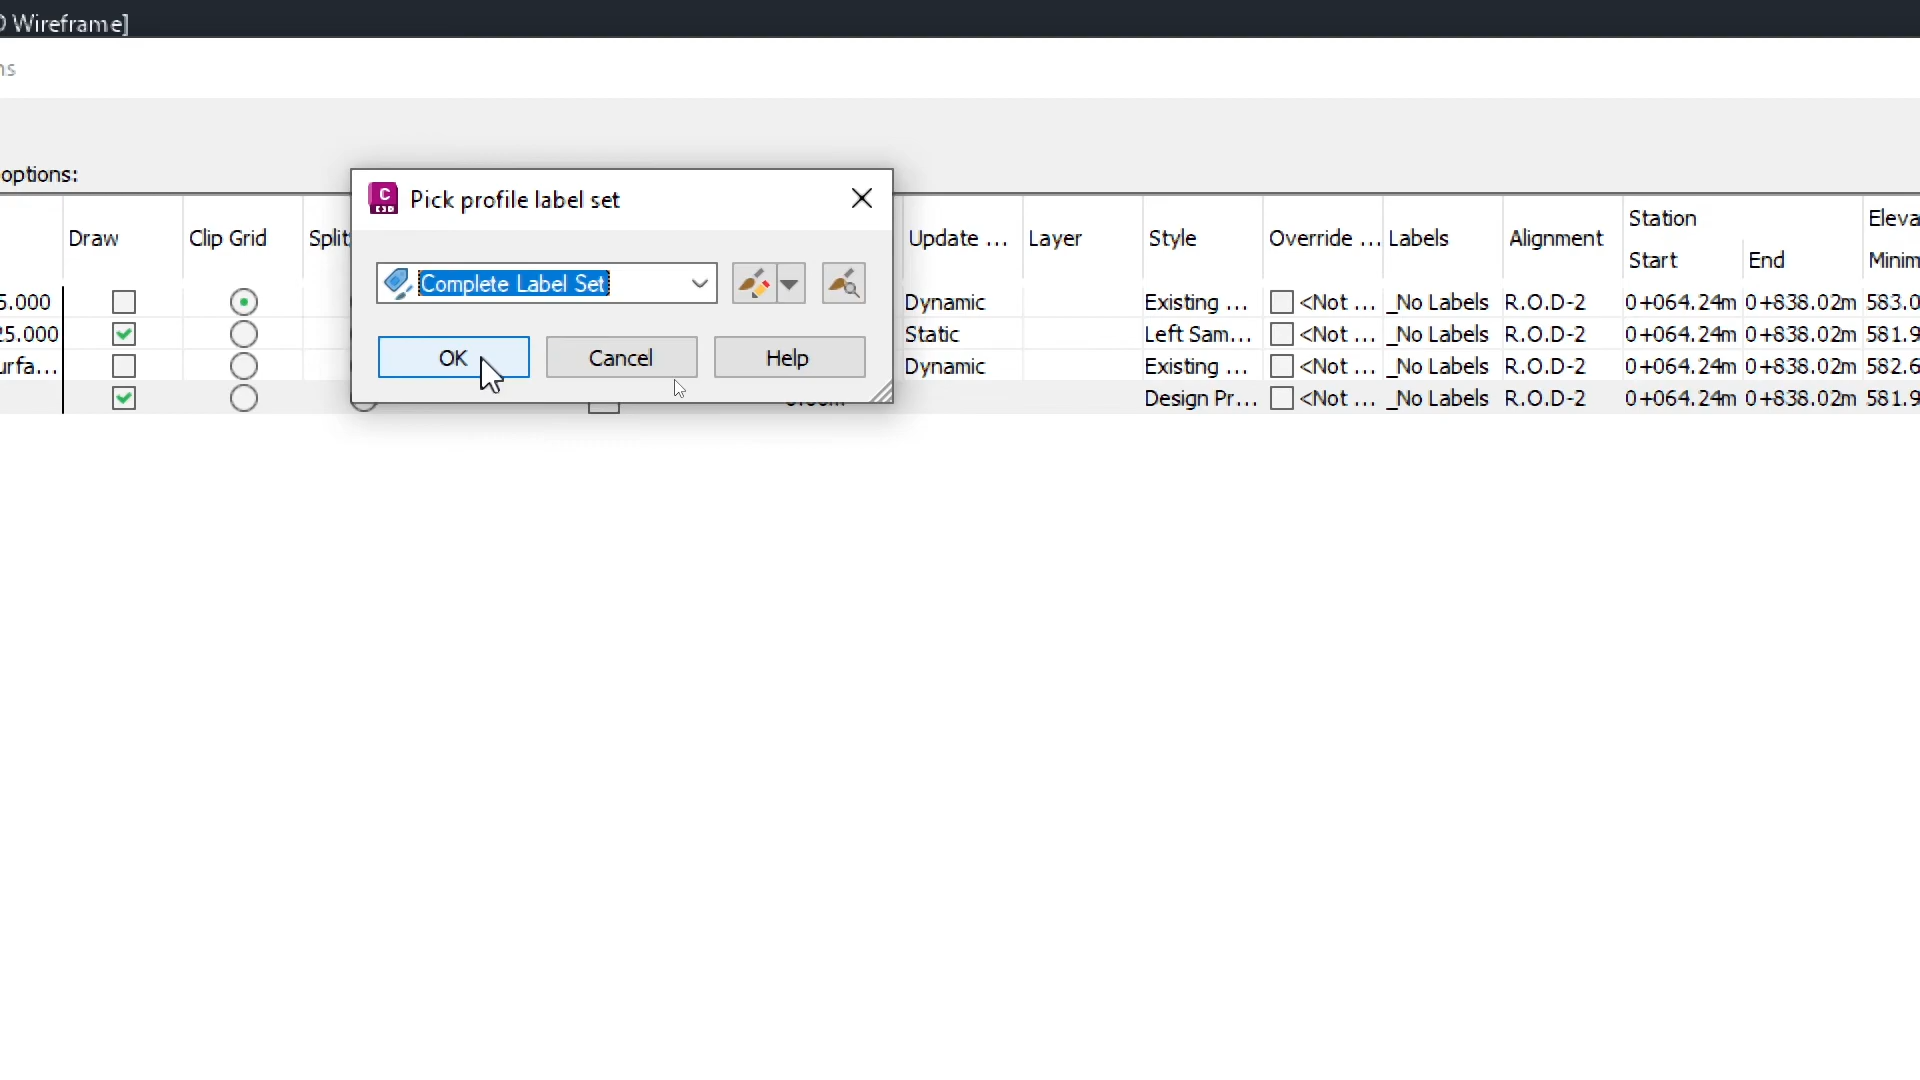 D Wireframe]
ns
options:
Draw
Clip Grid
Split
Pick profile label set
C
C3D
Complete Label Set
OK
Cancel
Help
Update ...
Layer
Style
Override ...
Labels
Alignment
Station
Start
End
Eleva
Minim
5.000 Dynamic Existing ... <Not ... _No Labels R.O.D-2 0+064.24m 0+838.02m 583.0
25.000 Static Left Sam... <Not ... _No Labels R.O.D-2 0+064.24m 0+838.02m 581.9
urfa... Dynamic Existing ... <Not ... _No Labels R.O.D-2 0+064.24m 0+838.02m 582.6
Design Pr... <Not ... _No Labels R.O.D-2 0+064.24m 0+838.02m 581.9